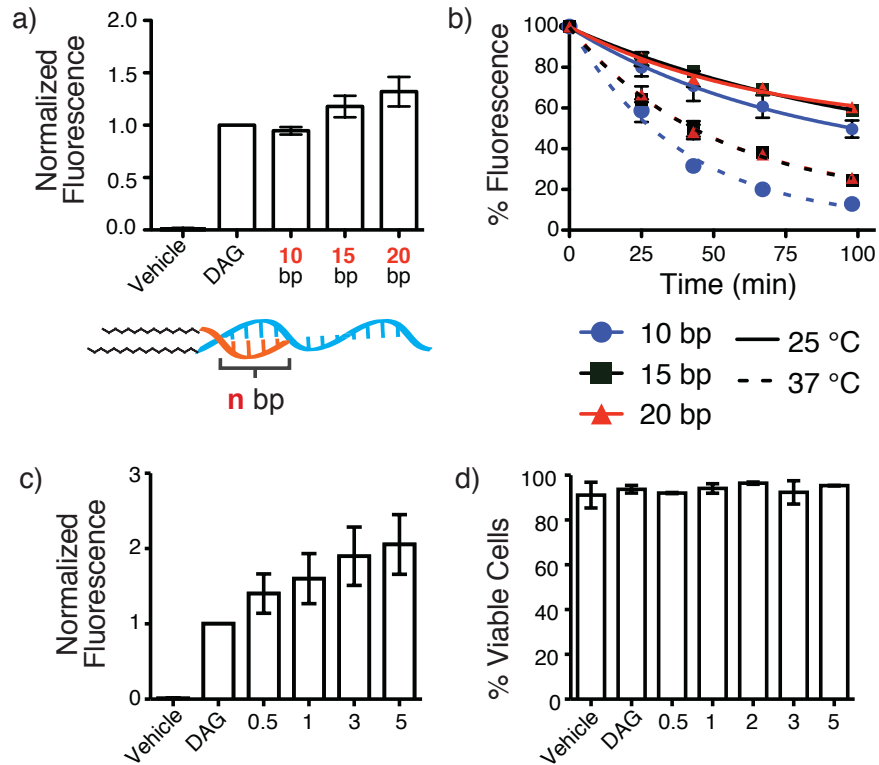 a)
Normalized
Fluorescence
2.0
1.5
1.0
0.5
0.0
Vehicle
DAG
10
bp
15
bp
20
bp
n bp
b)
% Fluorescence
100
80
60
40
20
0
0
25
50
75
100
Time (min)
10 bp
15 bp
20 bp
25 °C
37 °C
c)
Normalized
Fluorescence
3
2
1
0
Vehicle
DAG
0.5
1
3
5
d)
% Viable Cells
100
80
60
40
20
0
Vehicle
DAG
0.5
1
2
3
5